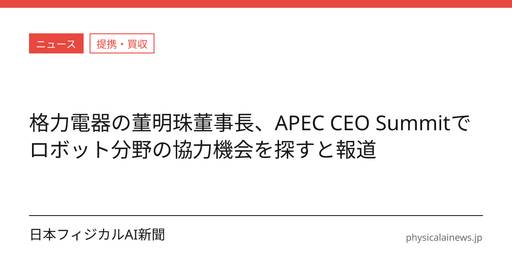 ニュース
提携・買収
格力電器の董明珠董事長、APEC CEO Summitで
ロボット分野の協力機会を探すと報道
日本フィジカルAI新聞
physicalainews.jp